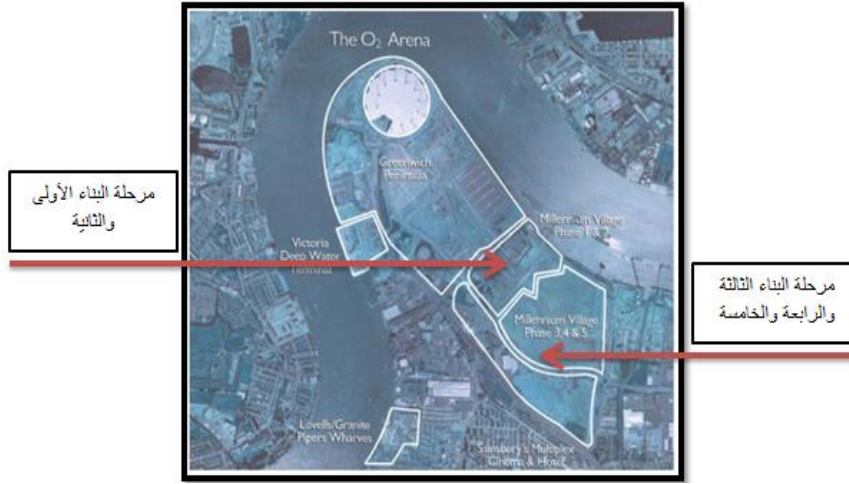 The O₂ Arena
Greenwich
Peninsula
مرحلة البناء الأولى
والثانية
Millennium Village
Phase 1 & 2
Victoria
Deep Water
Terminal
مرحلة البناء الثالثة
والرابعة والخامسة
Millennium Village
Phase 3,4 & 5
Lovells/Granite
Pipers Wharves
Sainsbury's Multiplex
Cinema & Hotel